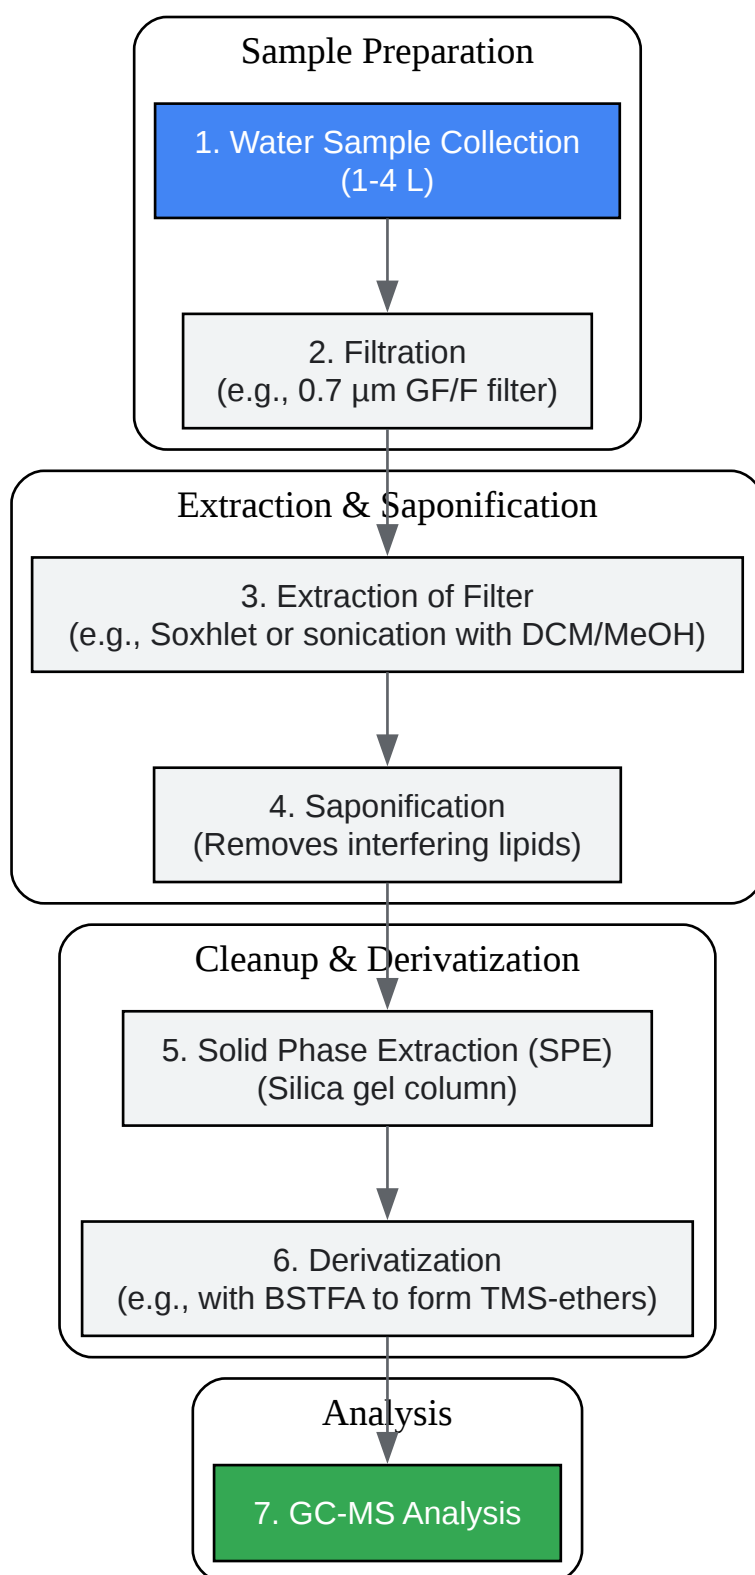 Sample Preparation
1. Water Sample Collection
(1-4 L)
2. Filtration
(e.g., 0.7 µm GF/F filter)
Extraction & Saponification
3. Extraction of Filter
(e.g., Soxhlet or sonication with DCM/MeOH)
4. Saponification
(Removes interfering lipids)
Cleanup & Derivatization
5. Solid Phase Extraction (SPE)
(Silica gel column)
6. Derivatization
(e.g., with BSTFA to form TMS-ethers)
Analysis
7. GC-MS Analysis